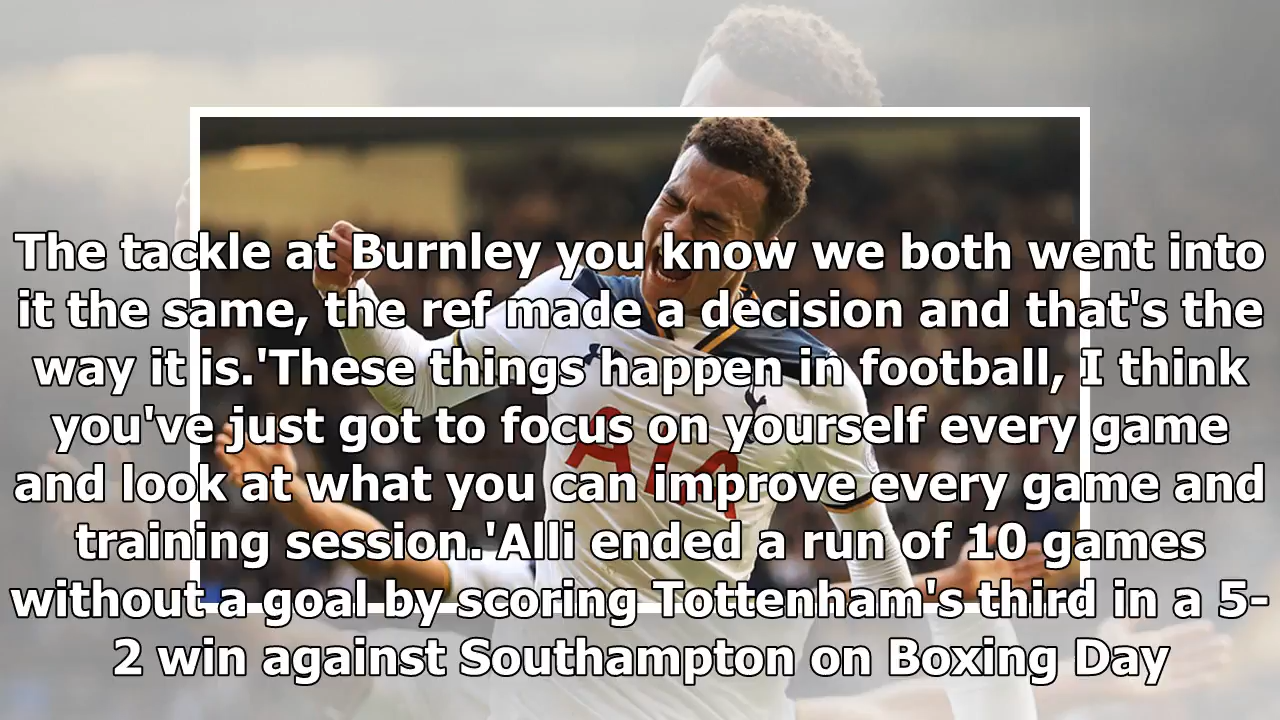 The tackle at Burnley you know we both went into
it the same, the ref made a decision and that's the
way it is.'These things happen in football, I think
you've just got to focus on yourself every game
and look at what you can improve every game and
training session.'Alli ended a run of 10 games
without a goal by scoring Tottenham's third in a 5-
2 win against Southampton on Boxing Day
AIA